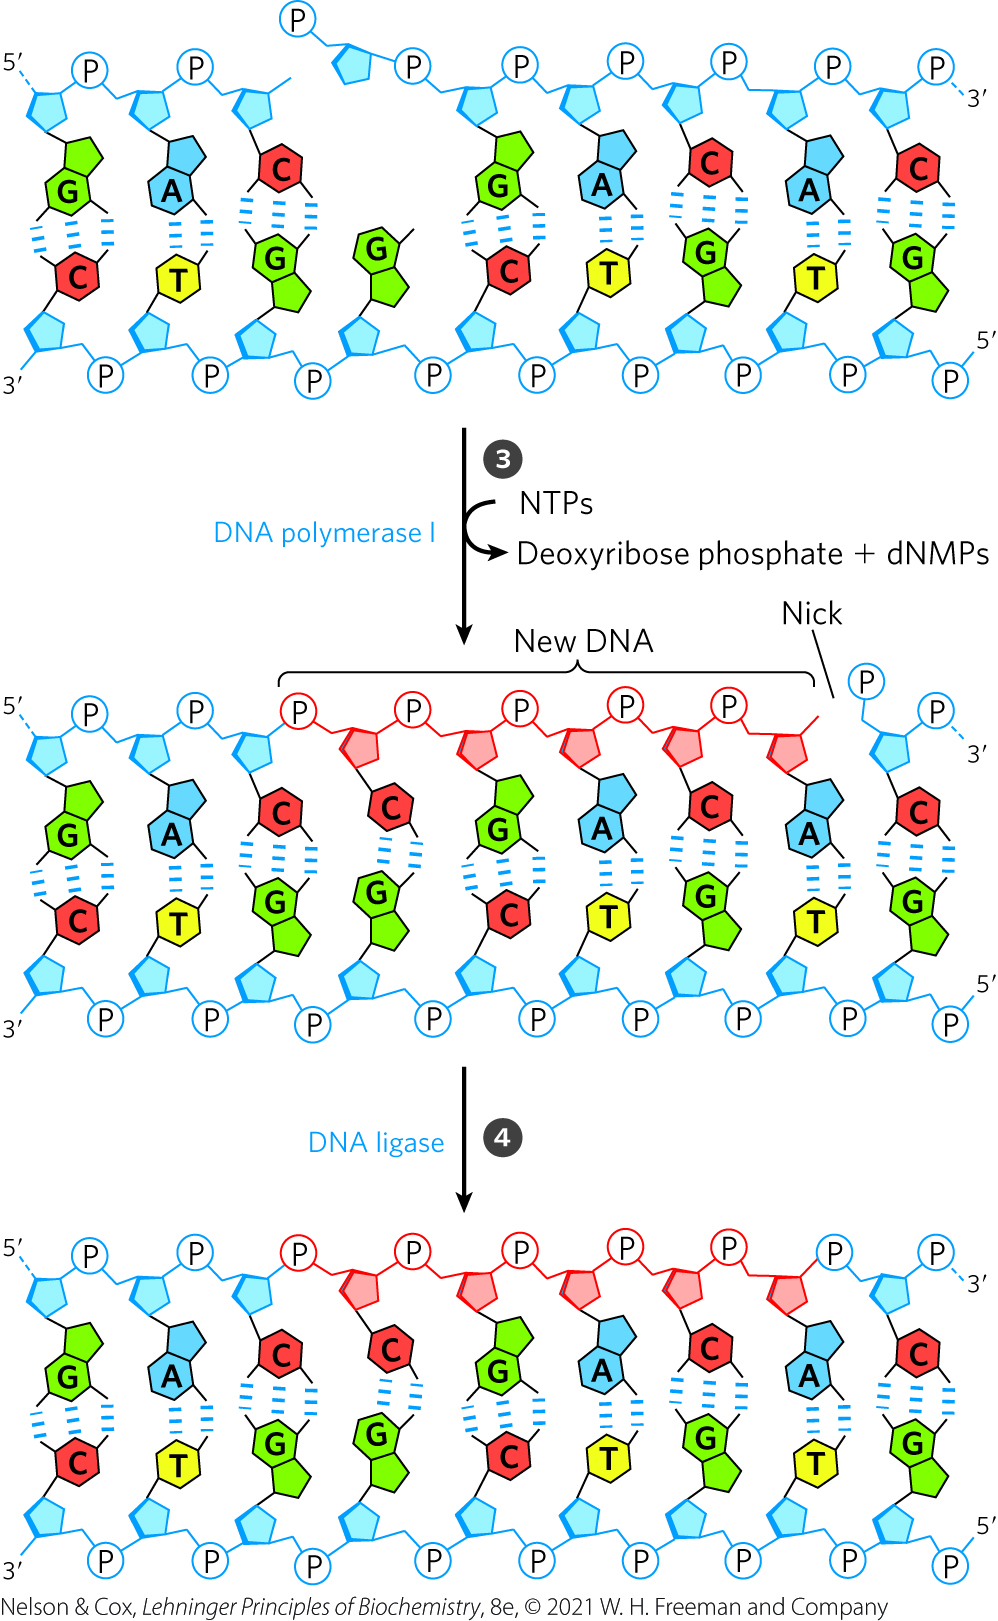 P
5′ P P P P P P P 3′
G A C G A C A C
C T G G C T G T G
3′ P P P P P P P P P 5′
3
NTPs
DNA polymerase I
Deoxyribose phosphate + dNMPs
Nick
New DNA
P
5′ P P P P P P P P 3′
G A C C G A C A C
C T G G C T G T G
3′ P P P P P P P P P 5′
DNA ligase 4
5′ P P P P P P P P P 3′
G A C C G A C A C
C T G G C T G T G
3′ P P P P P P P P P 5′
Nelson & Cox, Lehninger Principles of Biochemistry, 8e, © 2021 W. H. Freeman and Company